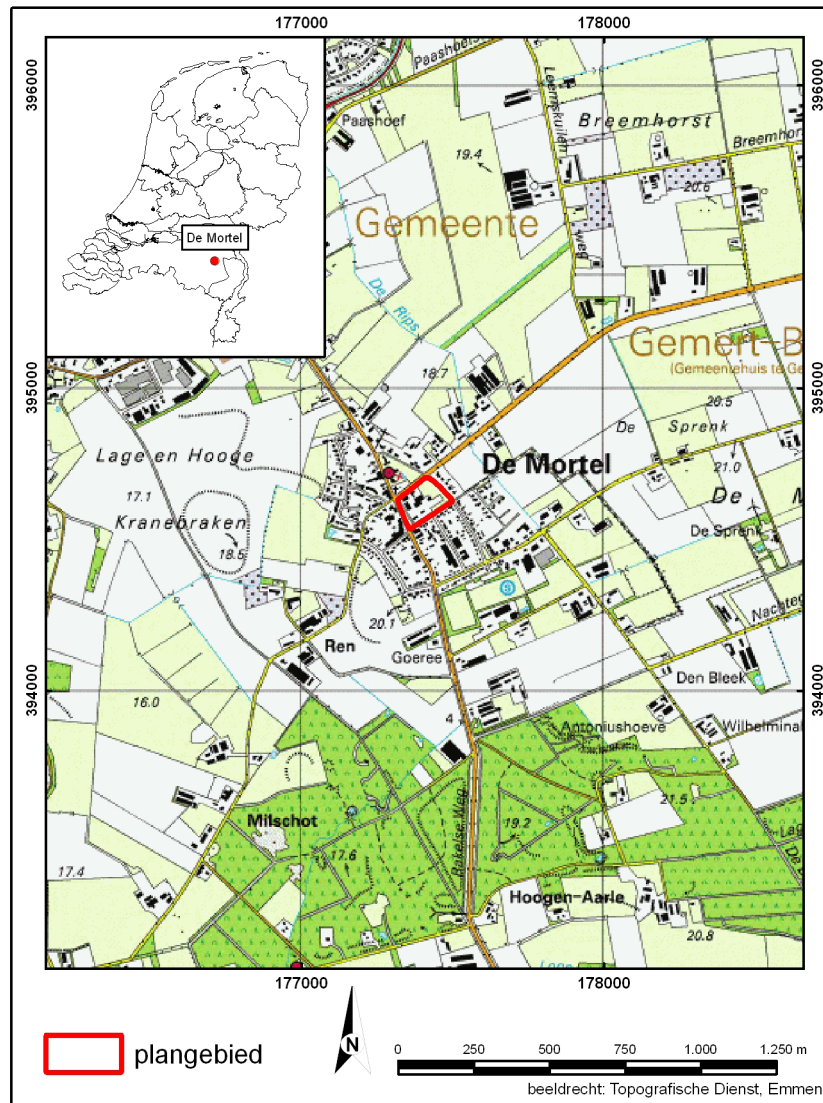 177000
178000
396000
396000
Paashoef
Loemskuilen
weg
Breemhorst
19.4
20.6
De Mortel
Gemeente
De Rips
Gemert-B
(Gemeentehuis te Ge
395000
395000
18.7
20.5
De Sprenk
Lage en Hooge
17.1
Kranebraken
18.5
De Mortel
21.0
De M
De Sprenk
S
20.1
Ren
Goeree
Den Bleek
394000
394000
16.0
4
Antoniushoeve
Wilhelmina
21.5
Milschot
17.6
Bakelse Weg
19.2
17.4
Hoogen-Aarle
20.8
177000
178000
N
plangebied
0 250 500 750 1.000 1.250 m
beeldrecht: Topografische Dienst, Emmen